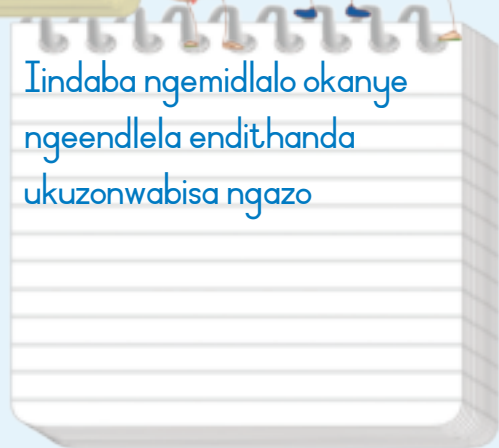 Iindaba ngemidlalo okanye
ngeendlela endithanda
ukuzonwabisa ngazo